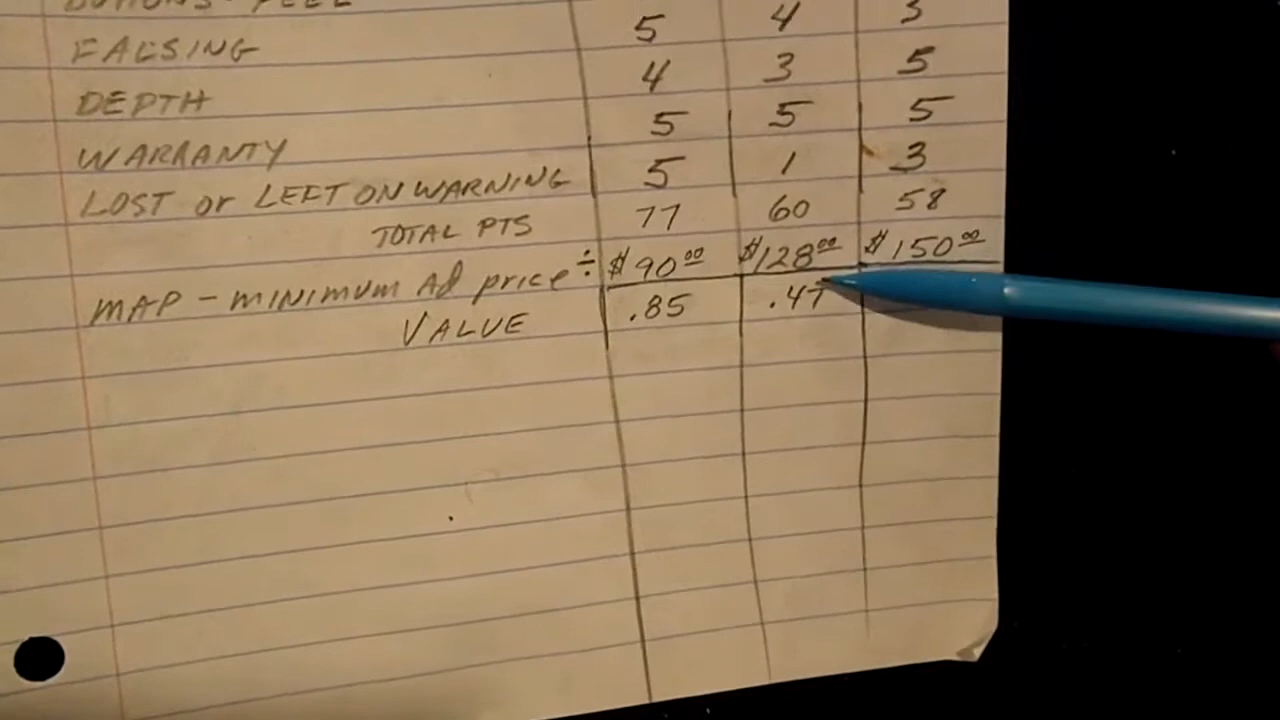 5 4 3
FALSING 4 3 5
DEPTH 5 5 5
WARRANTY 5 1 3
LOST or LEFT ON WARNING
TOTAL PTS 77 60 58
MAP - MINIMUM Ad price ÷ $90.00 $128.00 $150.00
VALUE .85 .47